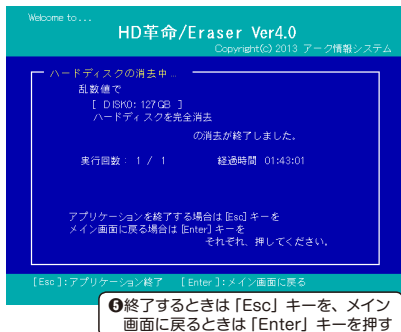 Welcome to...
HD革命/Eraser Ver4.0
Copyright(C) 2013 アーク情報システム
ハードディスクの消去中...
乱数値で
[ DISK0: 127GB ]
ハードディスクを完全消去
の消去が終了しました。
実行回数: 1 / 1 経過時間 01:43:01
アプリケーションを終了する場合は [Esc] キーを
メイン画面に戻る場合は [Enter] キーを
それぞれ、押してください。
[Esc]:アプリケーション終了 [Enter]:メイン画面に戻る
❺終了するときは「Esc」キーを、メイン
画面に戻るときは「Enter」キーを押す